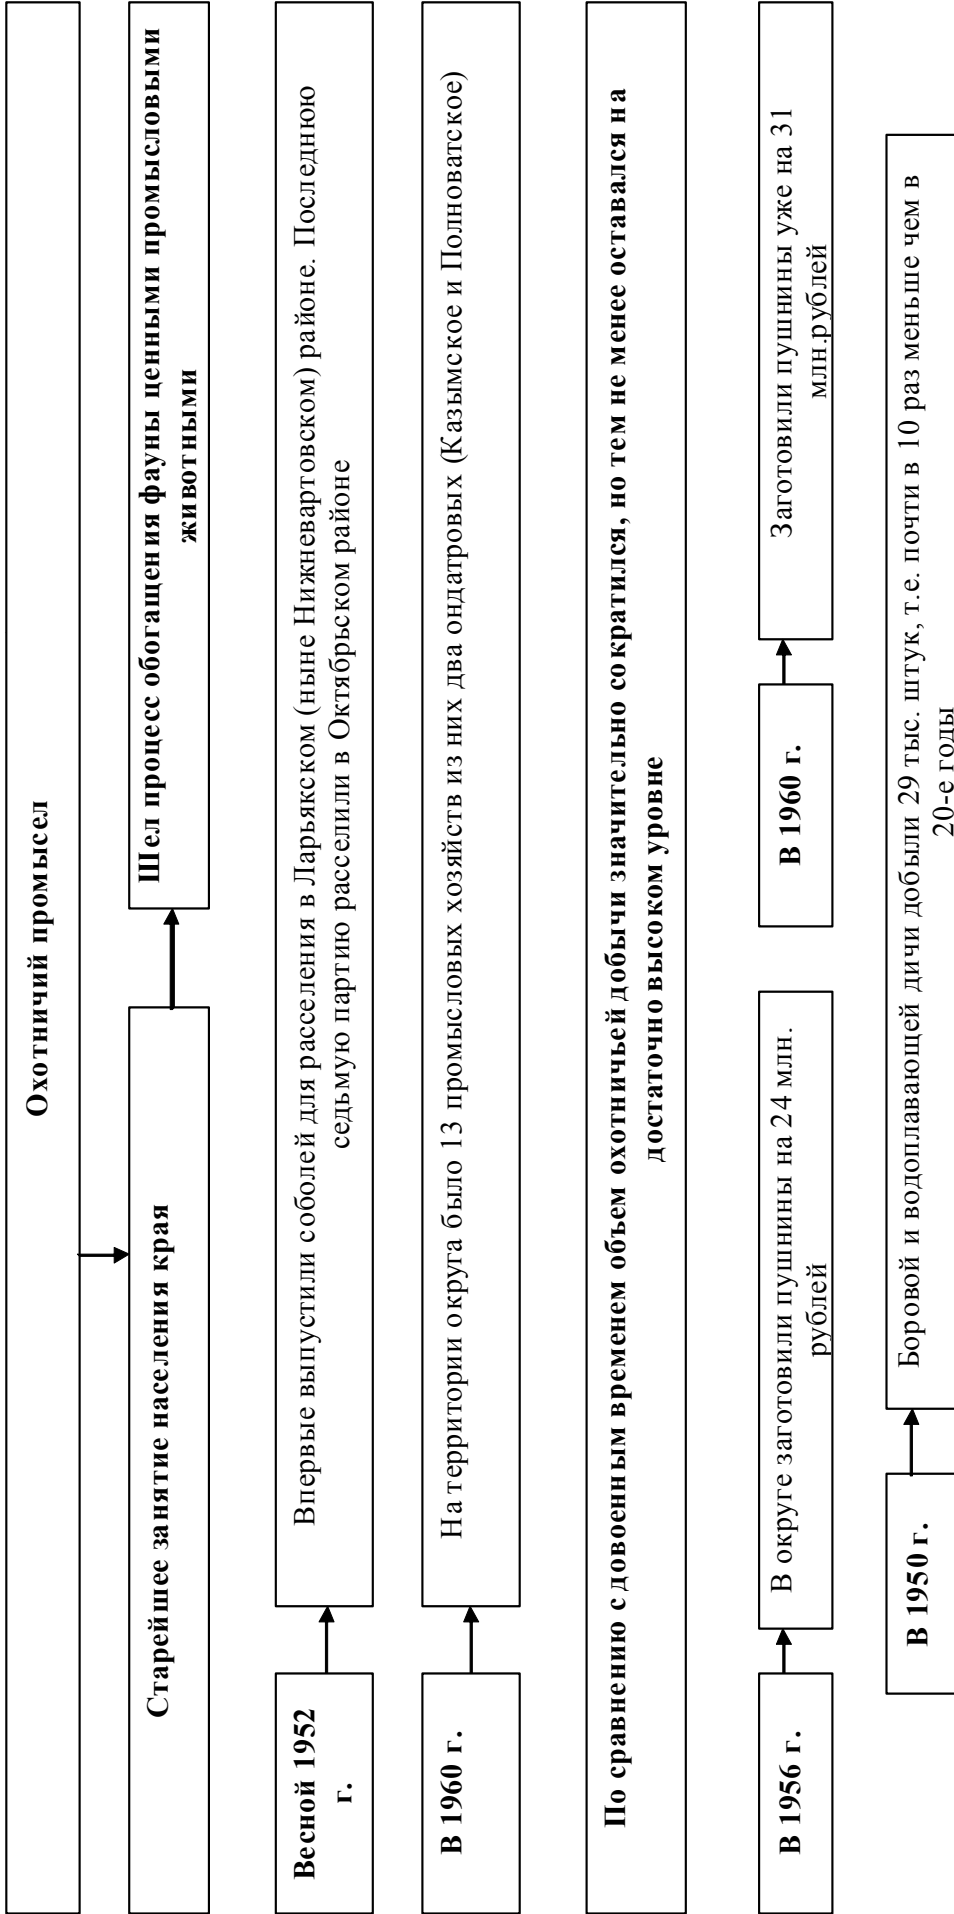 Охотничий промысел
Старейшее занятие населения края
Шел процесс обогащения фауны ценными промысловыми
животными
Весной 1952
г.
Впервые выпустили соболей для расселения в Ларьякском (ныне Нижневартовском) районе. Последнюю
седьмую партию расселили в Октябрьском районе
В 1960 г.
На территории округа было 13 промысловых хозяйств из них два ондатровых (Казымское и Полноватское)
По сравнению с довоенным временем объем охотничьей добычи значительно сократился, но тем не менее оставался на
достаточно высоком уровне
В 1956 г.
В округе заготовили пушнины на 24 млн.
рублей
В 1960 г.
Заготовили пушнины уже на 31
млн.рублей
В 1950 г.
Боровой и водоплавающей дичи добыли 29 тыс. штук, т.е. почти в 10 раз меньше чем в
20-е годы